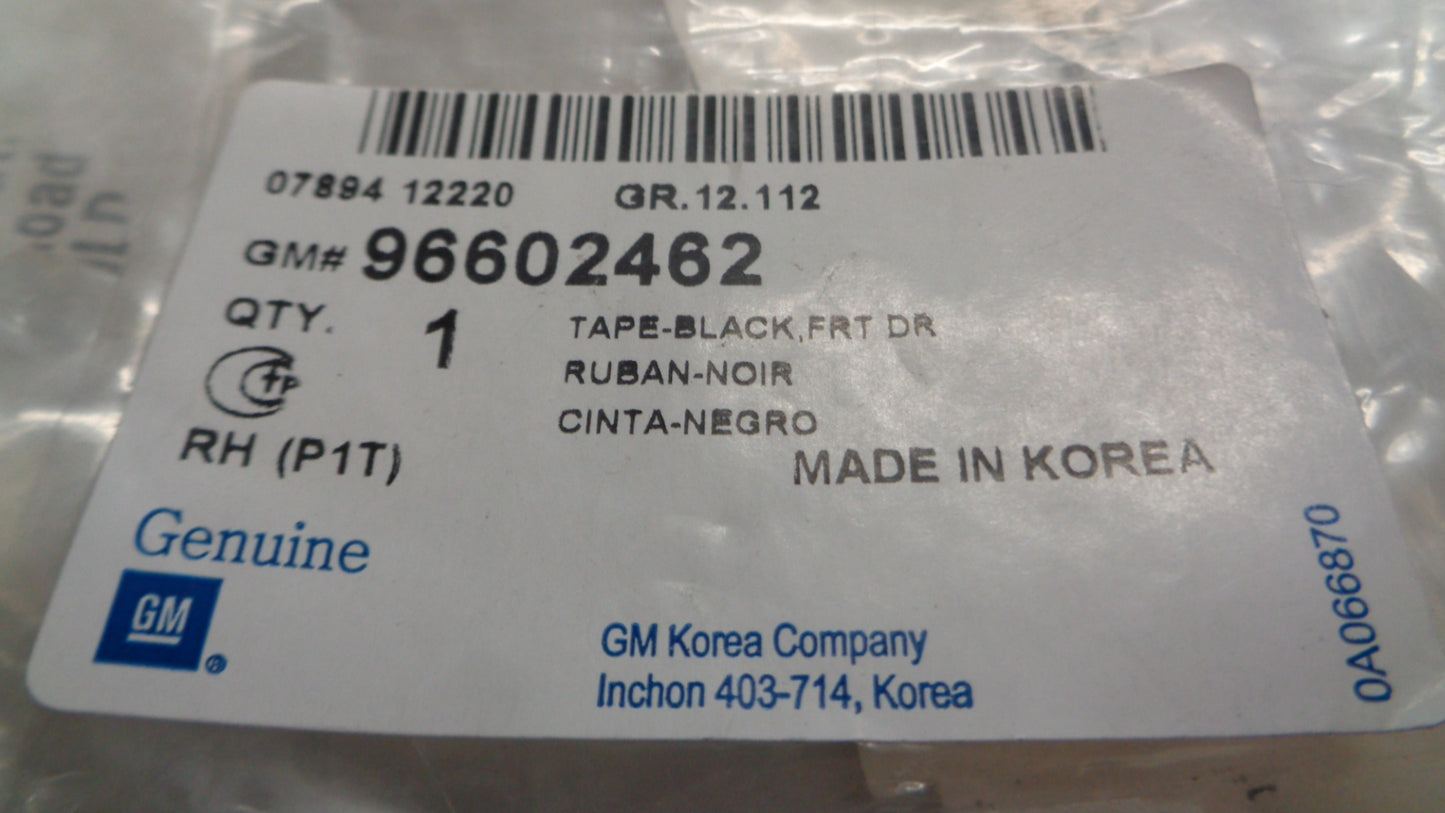 07894 12220 GR.12.112
GM# 96602462
QTY. 1 TAPE-BLACK,FRT DR
RUBAN-NOIR
CINTA-NEGRO
RH (P1T)
MADE IN KOREA
Genuine
GM ®
GM Korea Company
Inchon 403-714, Korea
0A066870